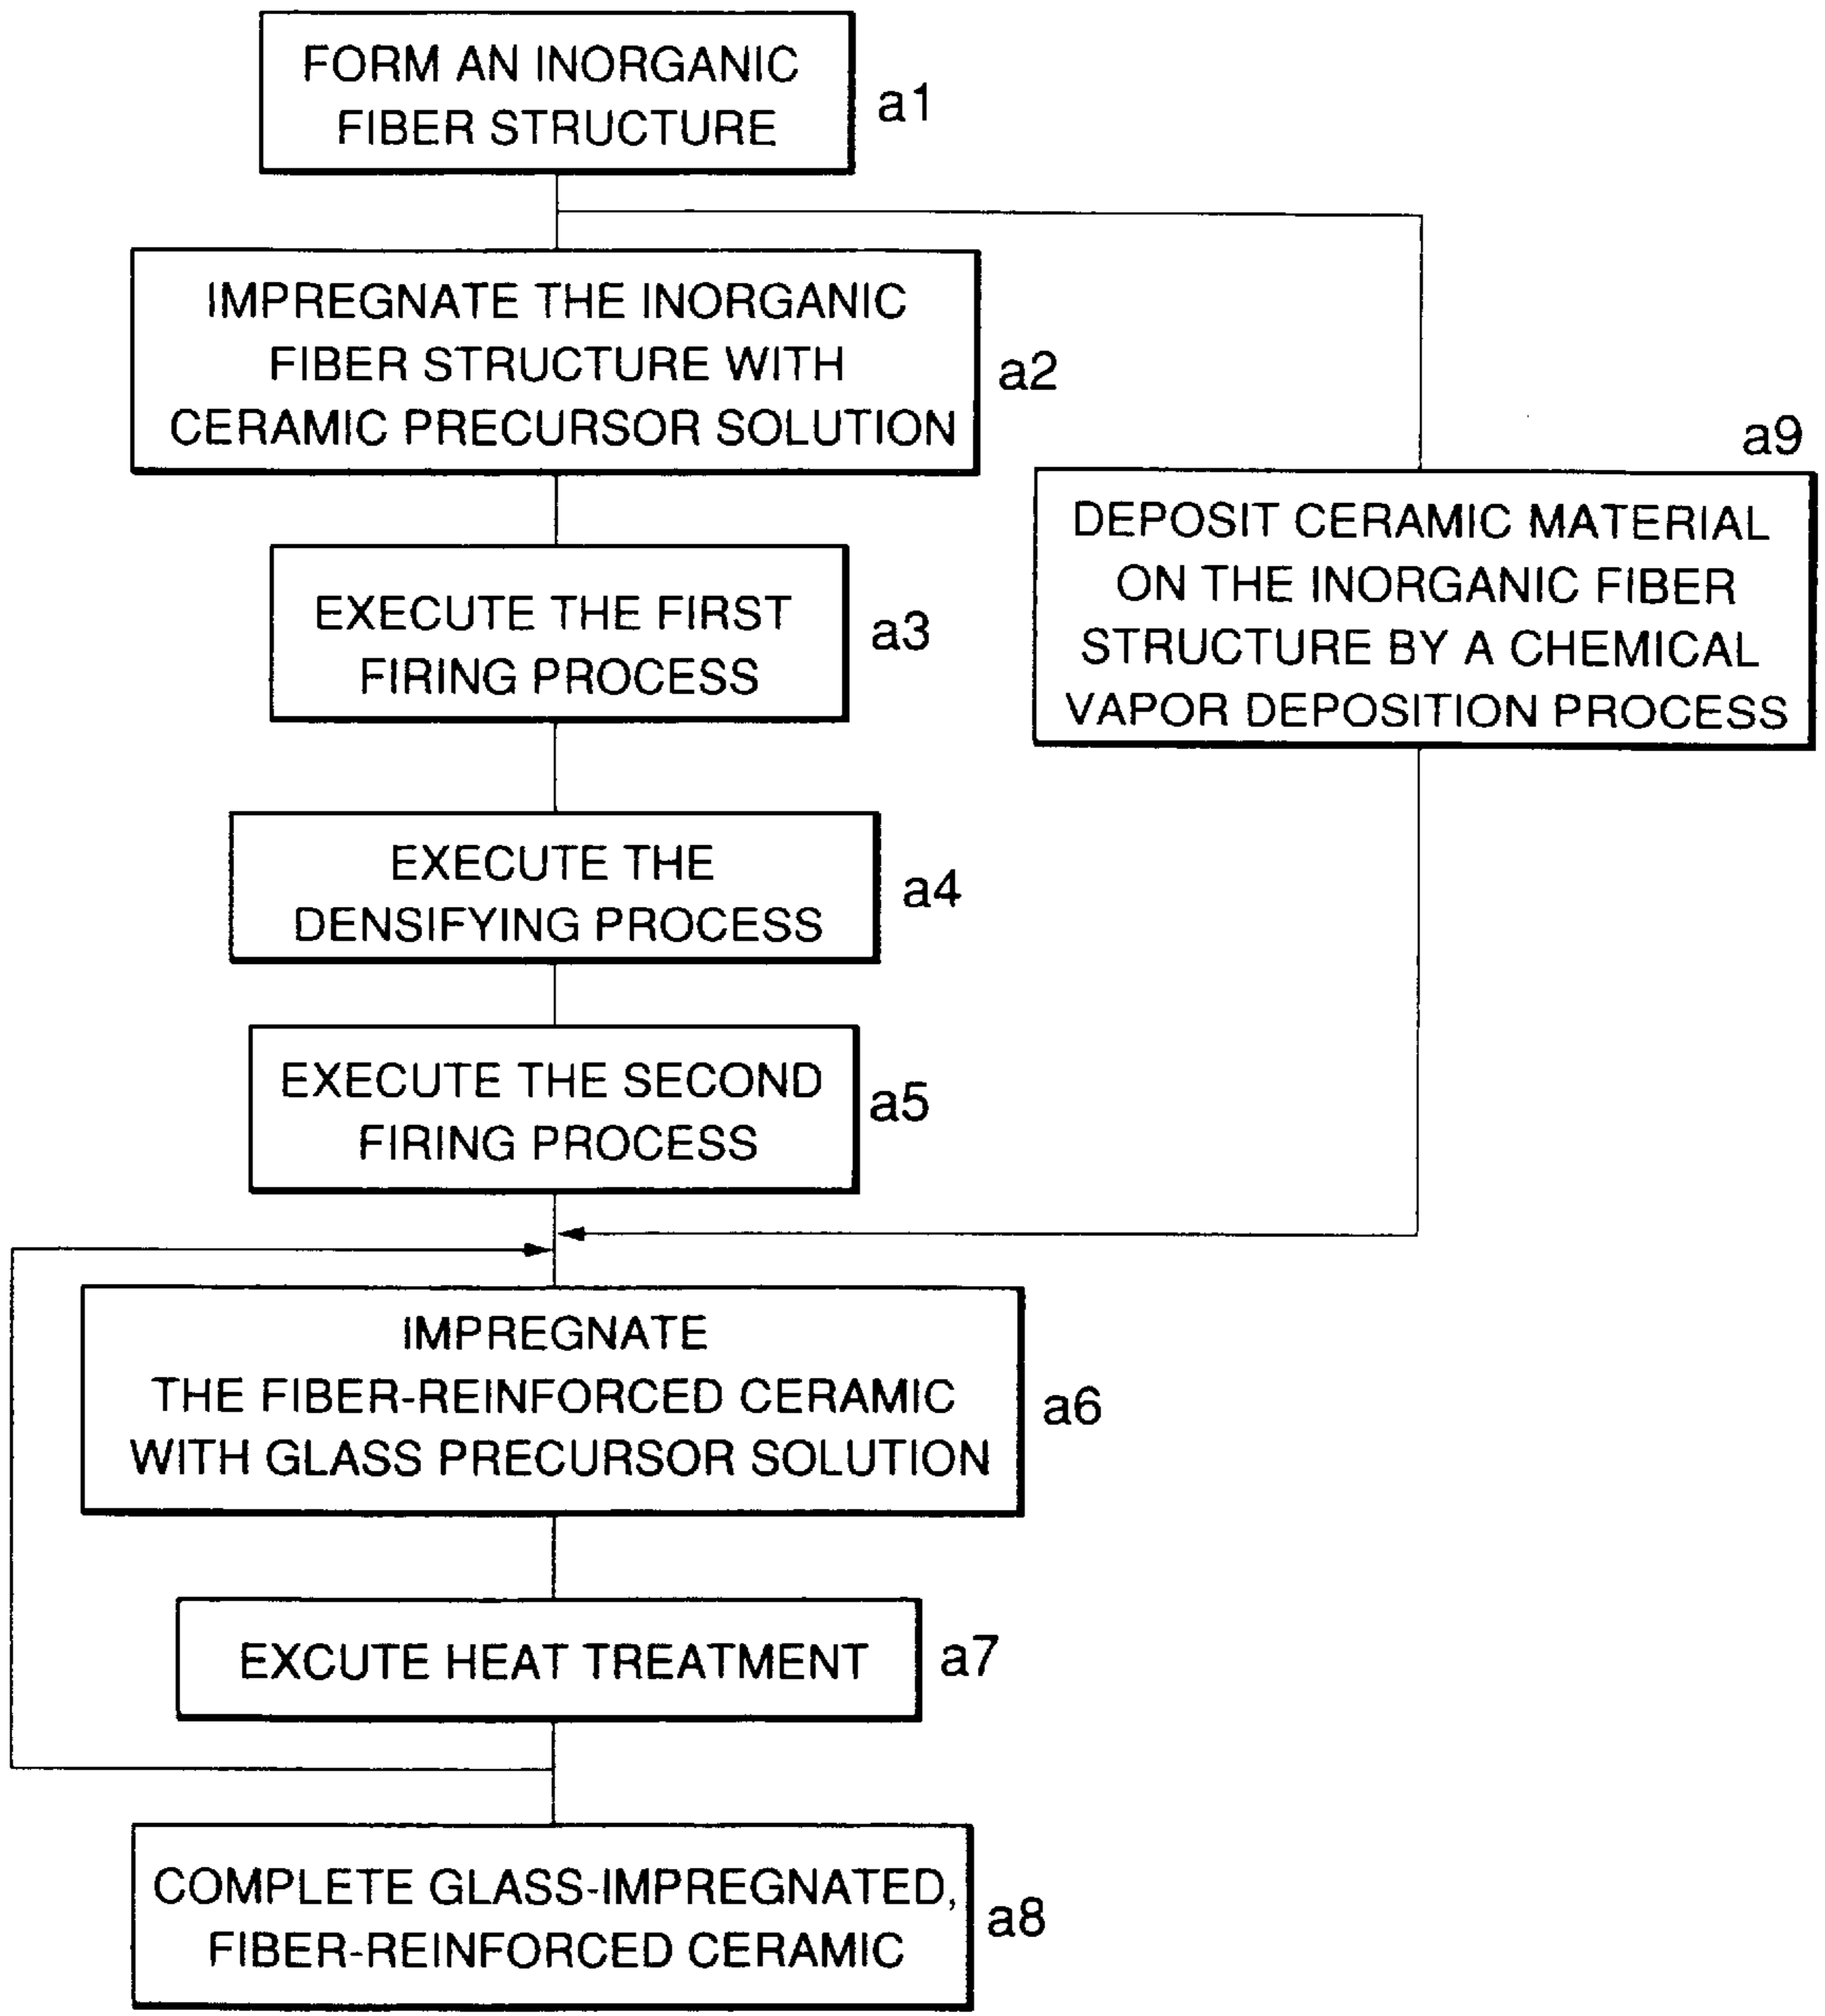 FORM AN INORGANIC
FIBER STRUCTURE
a1
IMPREGNATE THE INORGANIC
FIBER STRUCTURE WITH
CERAMIC PRECURSOR SOLUTION
a2
EXECUTE THE FIRST
FIRING PROCESS
a3
EXECUTE THE
DENSIFYING PROCESS
a4
EXECUTE THE SECOND
FIRING PROCESS
a5
a9
DEPOSIT CERAMIC MATERIAL
ON THE INORGANIC FIBER
STRUCTURE BY A CHEMICAL
VAPOR DEPOSITION PROCESS
IMPREGNATE
THE FIBER-REINFORCED CERAMIC
WITH GLASS PRECURSOR SOLUTION
a6
EXCUTE HEAT TREATMENT
a7
COMPLETE GLASS-IMPREGNATED,
FIBER-REINFORCED CERAMIC
a8